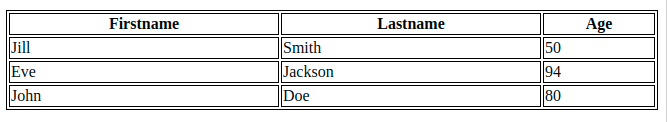 Firstname Lastname Age
Jill Smith 50
Eve Jackson 94
John Doe 80